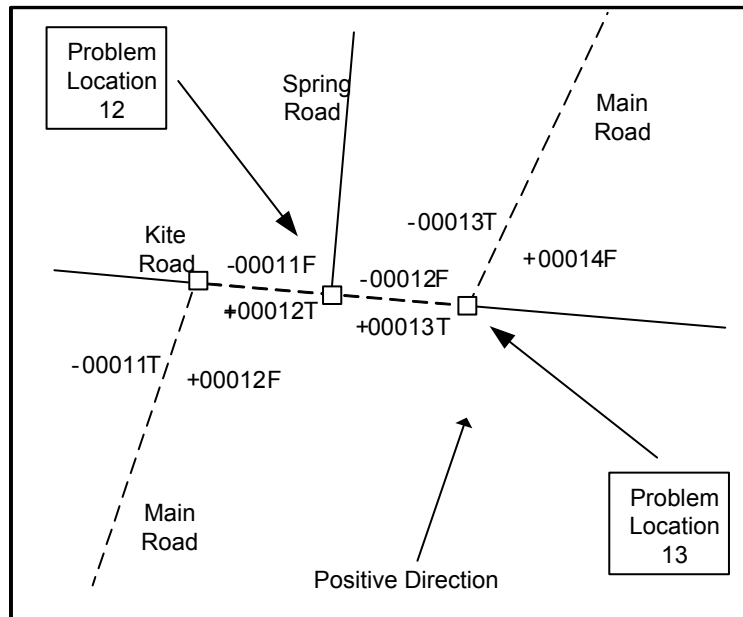 Problem
Location
12
Spring
Road
Main
Road
-00013T
+00014F
Kite
Road
-00011F
-00012F
+00012T
+00013T
-00011T
+00012F
Main
Road
Positive Direction
Problem
Location
13